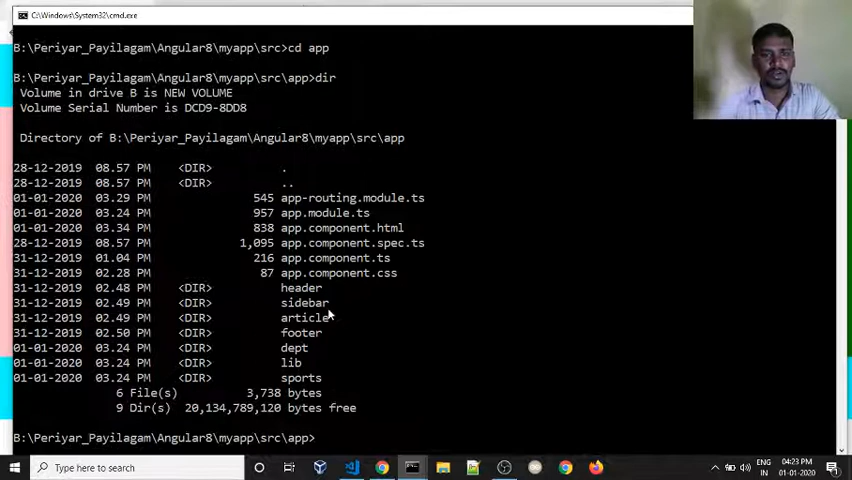 C:\Windows\System32\cmd.exe
B:\Periyar_Payilagam\Angular8\myapp\src>cd app
B:\Periyar_Payilagam\Angular8\myapp\src\app>dir
Volume in drive B is NEW VOLUME
Volume Serial Number is DCD9-8DD8
Directory of B:\Periyar_Payilagam\Angular8\myapp\src\app
28-12-2019 08.57 PM <DIR> .
28-12-2019 08.57 PM <DIR> ..
01-01-2020 03.29 PM 545 app-routing.module.ts
01-01-2020 03.24 PM 957 app.module.ts
01-01-2020 03.34 PM 838 app.component.html
28-12-2019 08.57 PM 1,095 app.component.spec.ts
31-12-2019 01.04 PM 216 app.component.ts
31-12-2019 02.28 PM 87 app.component.css
31-12-2019 02.48 PM <DIR> header
31-12-2019 02.49 PM <DIR> sidebar
31-12-2019 02.49 PM <DIR> article
31-12-2019 02.50 PM <DIR> footer
01-01-2020 03.24 PM <DIR> dept
01-01-2020 03.24 PM <DIR> lib
01-01-2020 03.24 PM <DIR> sports
6 File(s) 3,738 bytes
9 Dir(s) 20,134,789,120 bytes free
B:\Periyar_Payilagam\Angular8\myapp\src\app>
Type here to search
ENG 04:23 PM
IN 01-01-2020